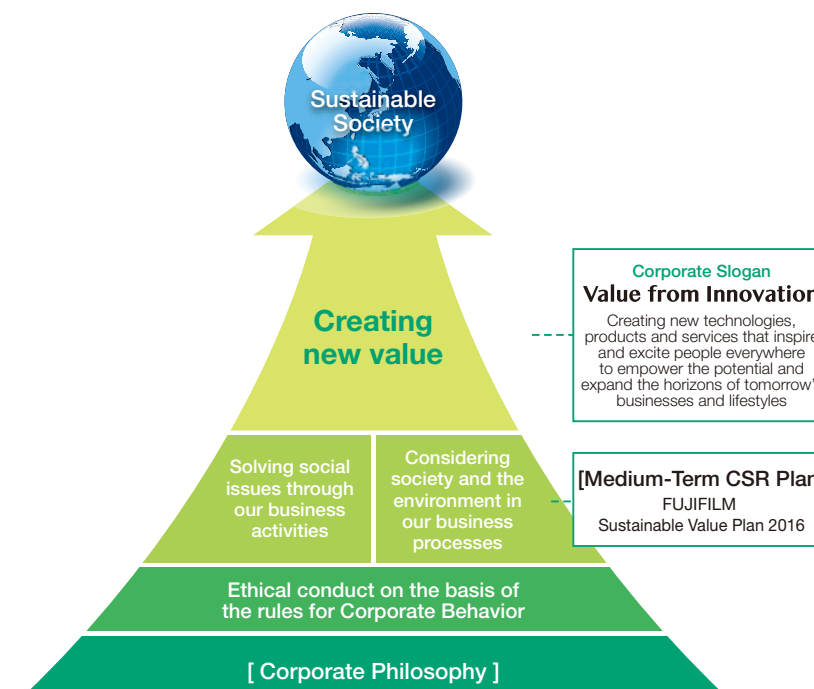 Sustainable
Society
Creating
new value
Corporate Slogan
Value from Innovation
Creating new technologies,
products and services that inspire
and excite people everywhere
to empower the potential and
expand the horizons of tomorrow'
businesses and lifestyles
Solving social
issues through
our business
activities
Considering
society and the
environment in
our business
processes
[Medium-Term CSR Plan
FUJIFILM
Sustainable Value Plan 2016
Ethical conduct on the basis of
the rules for Corporate Behavior
[ Corporate Philosophy ]